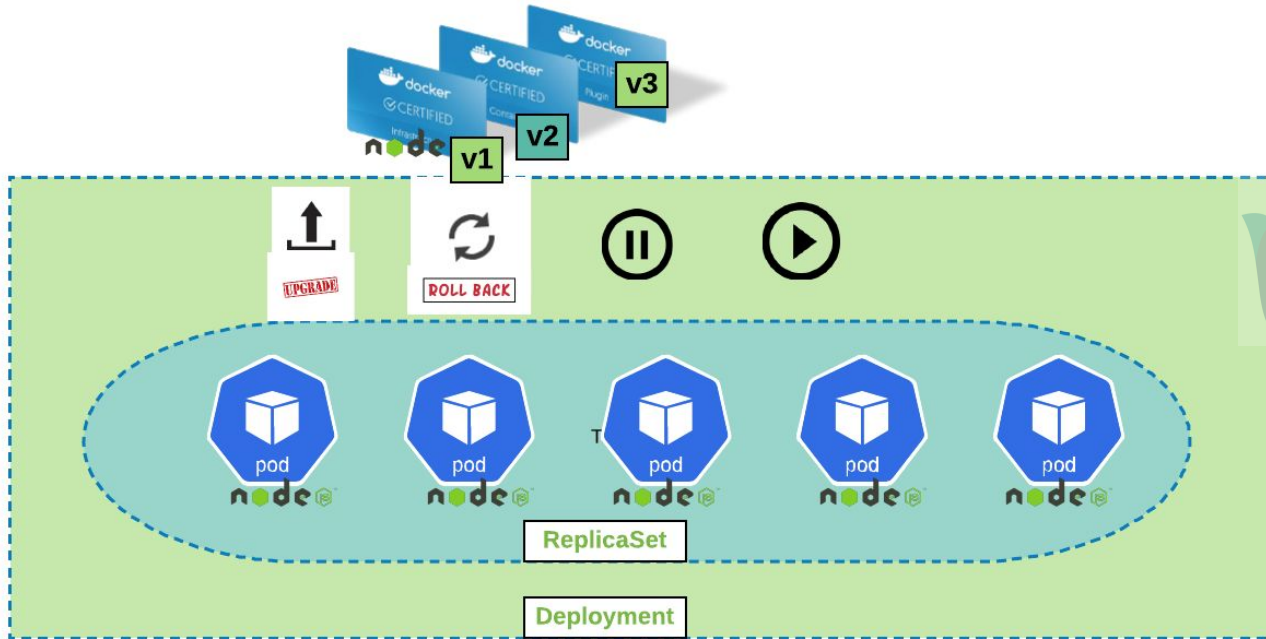 docker
CERTIFIED
Plugin
v3
docker
CERTIFIED
v2
docker
CERTIFIED
node
v1
UPGRADE
ROLL BACK
T
pod
pod
pod
pod
pod
node
node
node
node
node
ReplicaSet
Deployment